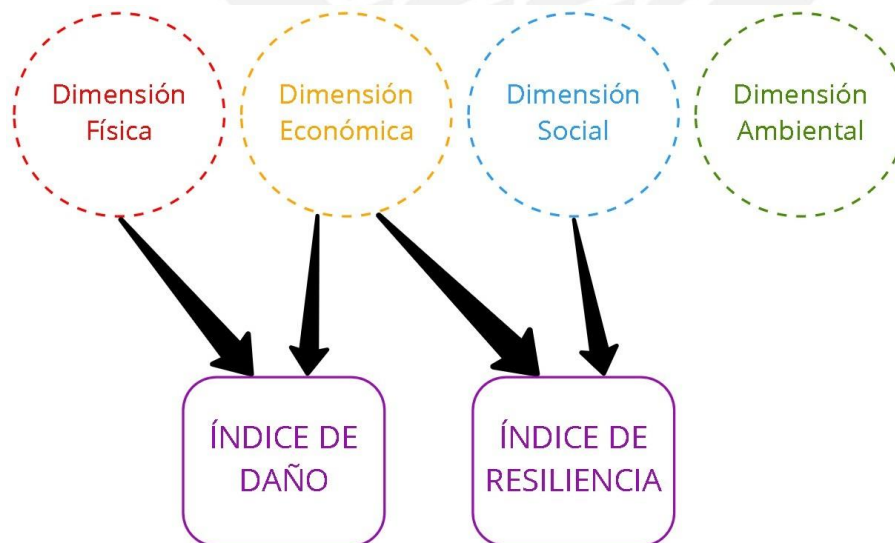 Dimensión
Física
Dimensión
Económica
Dimensión
Social
Dimensión
Ambiental
ÍNDICE DE
DAÑO
ÍNDICE DE
RESILIENCIA